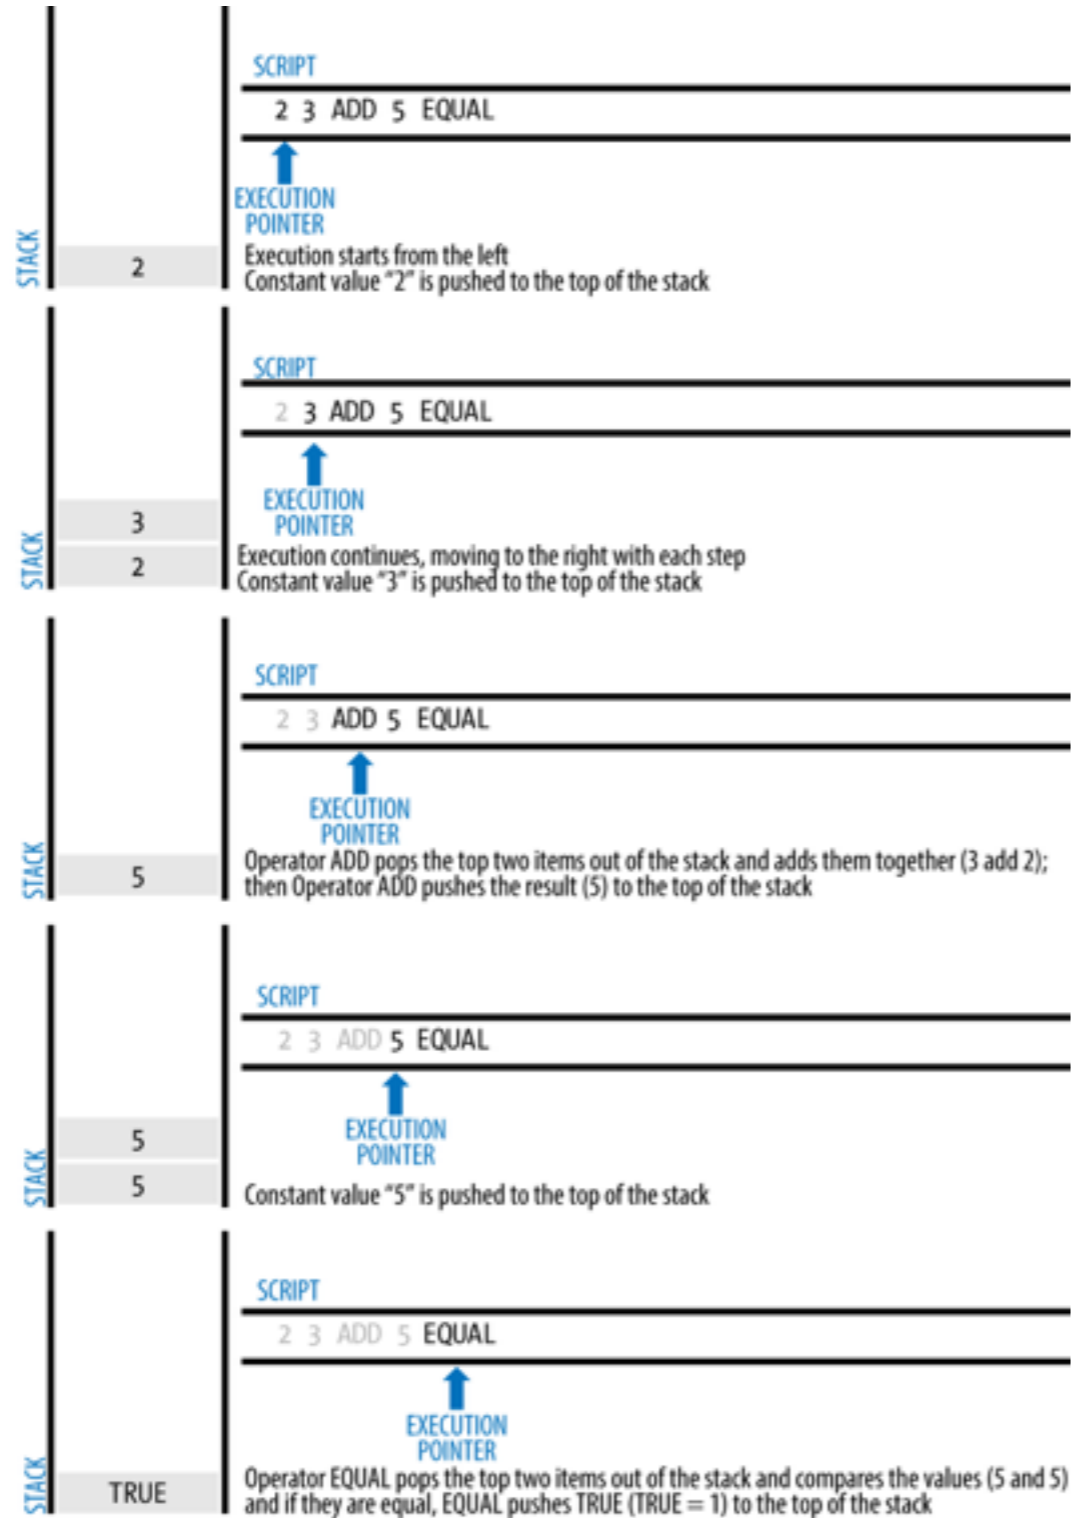 SCRIPT
2 3 ADD 5 EQUAL
EXECUTION
POINTER
STACK
2
Execution starts from the left
Constant value “2” is pushed to the top of the stack
SCRIPT
2 3 ADD 5 EQUAL
EXECUTION
POINTER
STACK
3
2
Execution continues, moving to the right with each step
Constant value “3” is pushed to the top of the stack
SCRIPT
2 3 ADD 5 EQUAL
EXECUTION
POINTER
STACK
5
Operator ADD pops the top two items out of the stack and adds them together (3 add 2);
then Operator ADD pushes the result (5) to the top of the stack
SCRIPT
2 3 ADD 5 EQUAL
EXECUTION
POINTER
STACK
5
5
Constant value “5” is pushed to the top of the stack
SCRIPT
2 3 ADD 5 EQUAL
EXECUTION
POINTER
STACK
TRUE
Operator EQUAL pops the top two items out of the stack and compares the values (5 and 5)
and if they are equal, EQUAL pushes TRUE (TRUE = 1) to the top of the stack